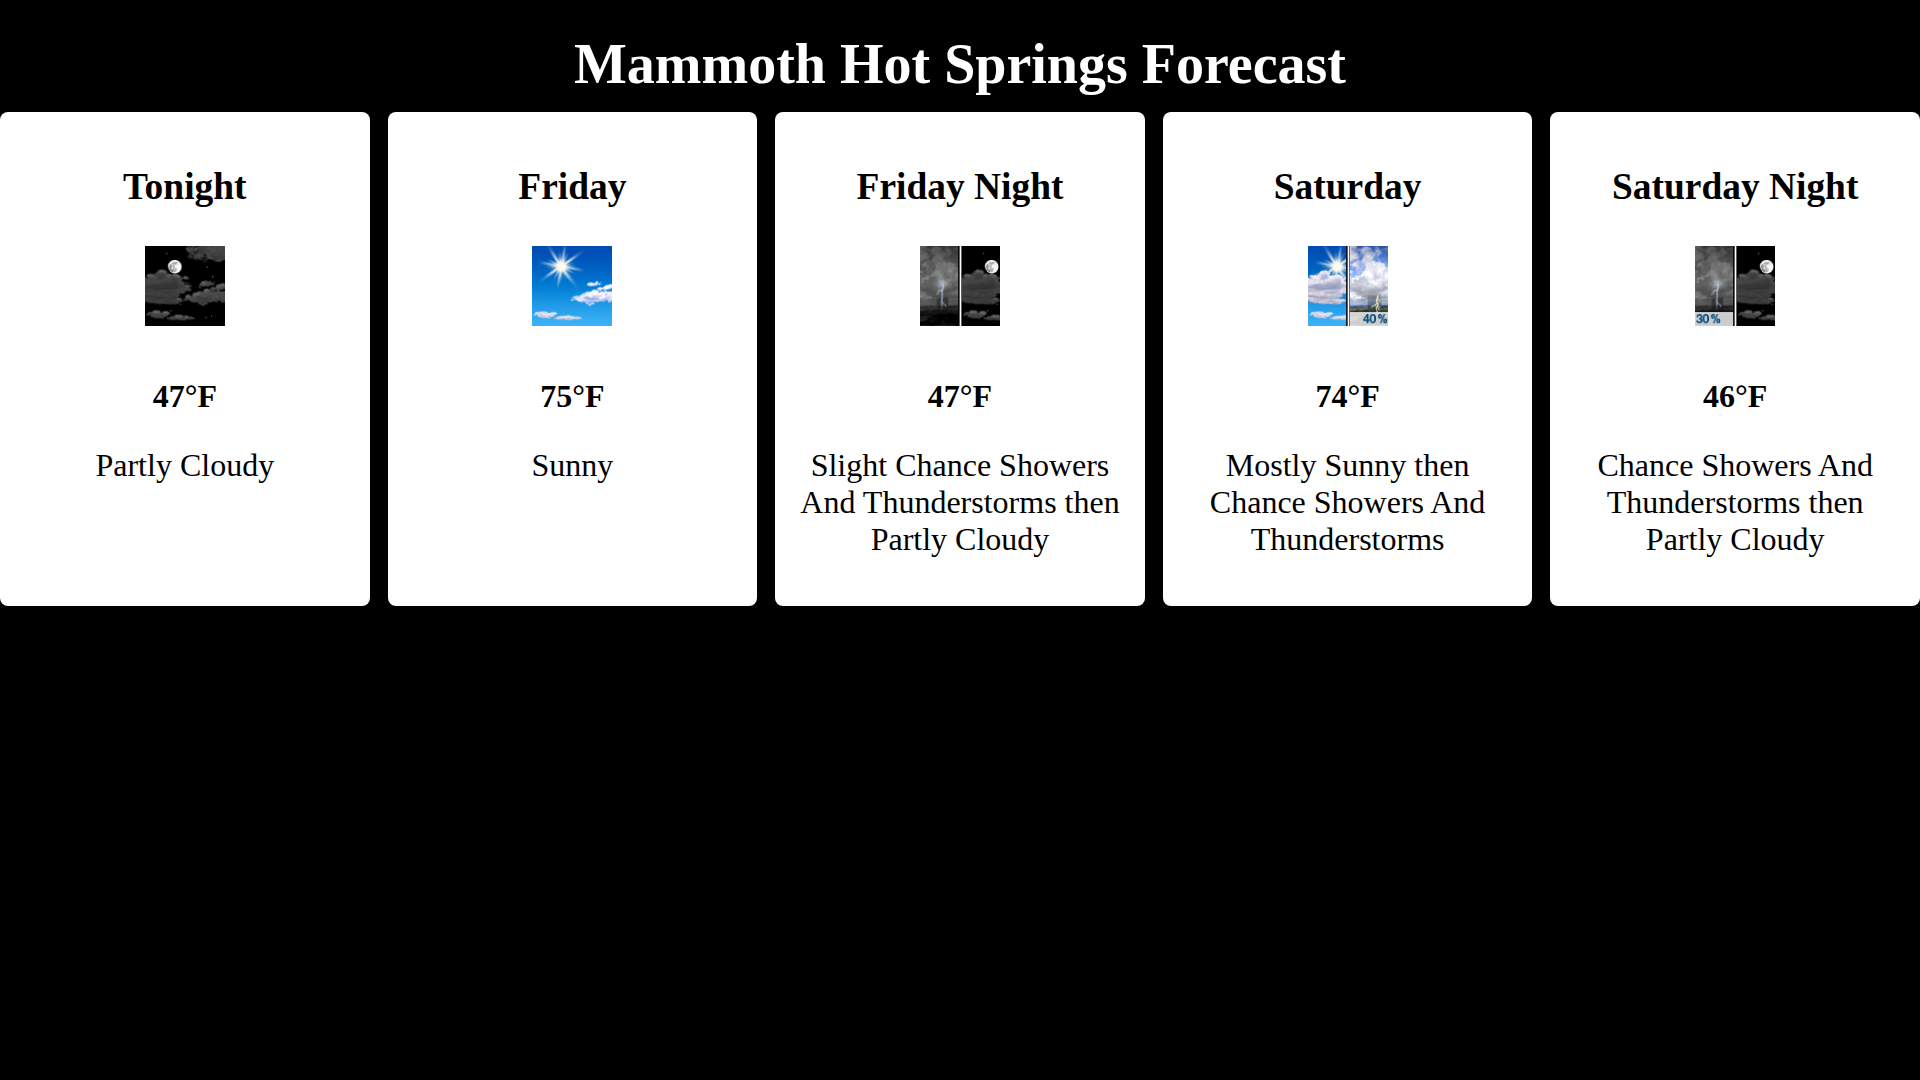 Mammoth Hot Springs Forecast
Tonight
47°F
Partly Cloudy
Friday
75°F
Sunny
Friday Night
47°F
Slight Chance Showers
And Thunderstorms then
Partly Cloudy
Saturday
40%
74°F
Mostly Sunny then
Chance Showers And
Thunderstorms
Saturday Night
30%
46°F
Chance Showers And
Thunderstorms then
Partly Cloudy